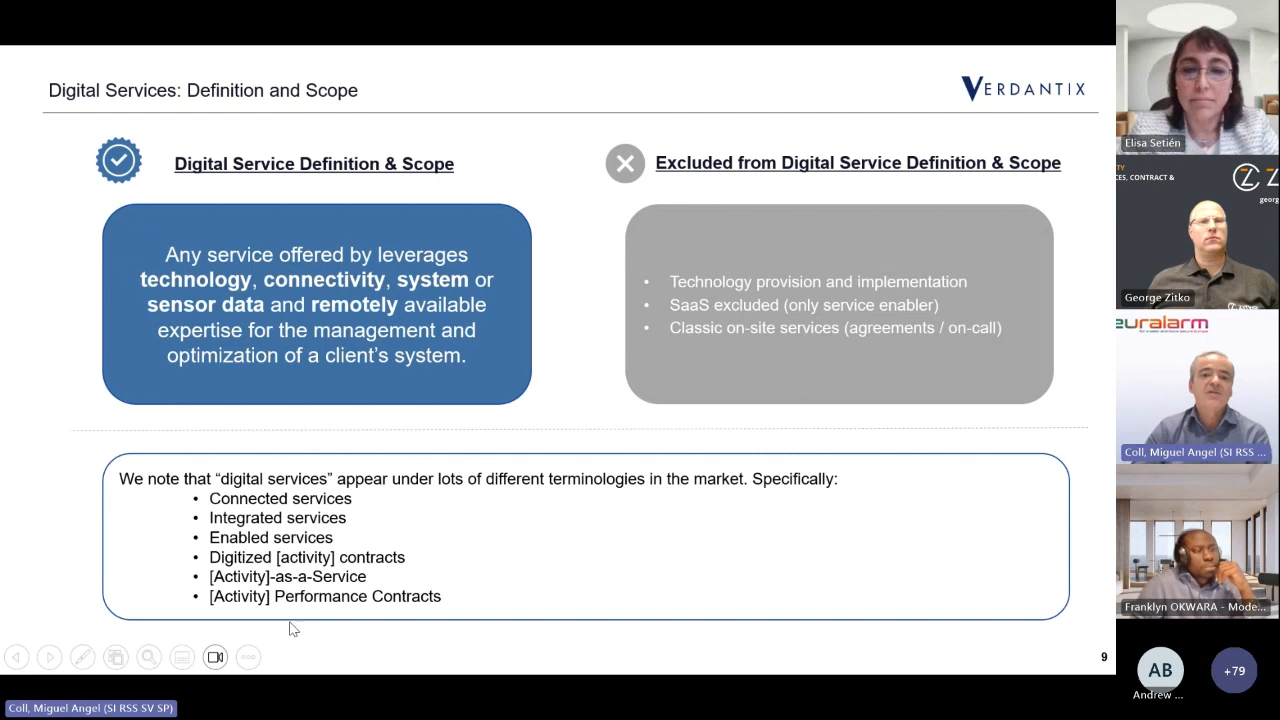 Digital Services: Definition and Scope
VERDANTIX
Digital Service Definition & Scope
Excluded from Digital Service Definition & Scope
Any service offered by leverages
technology, connectivity, system or
sensor data and remotely available
expertise for the management and
optimization of a client's system.
• Technology provision and implementation
• SaaS excluded (only service enabler)
• Classic on-site services (agreements / on-call)
We note that “digital services” appear under lots of different terminologies in the market. Specifically:
• Connected services
• Integrated services
• Enabled services
• Digitized [activity] contracts
• [Activity]-as-a-Service
• [Activity] Performance Contracts
9
Coll, Miguel Angel (SI RSS SV SP)
Elisa Setién
TY
CES, CONTRACT &
Z
georg
George Zitko
euralarm
Coll, Miguel Angel (SI RSS ...
Franklyn OKWARA - Mode...
AB
Andrew ...
+79